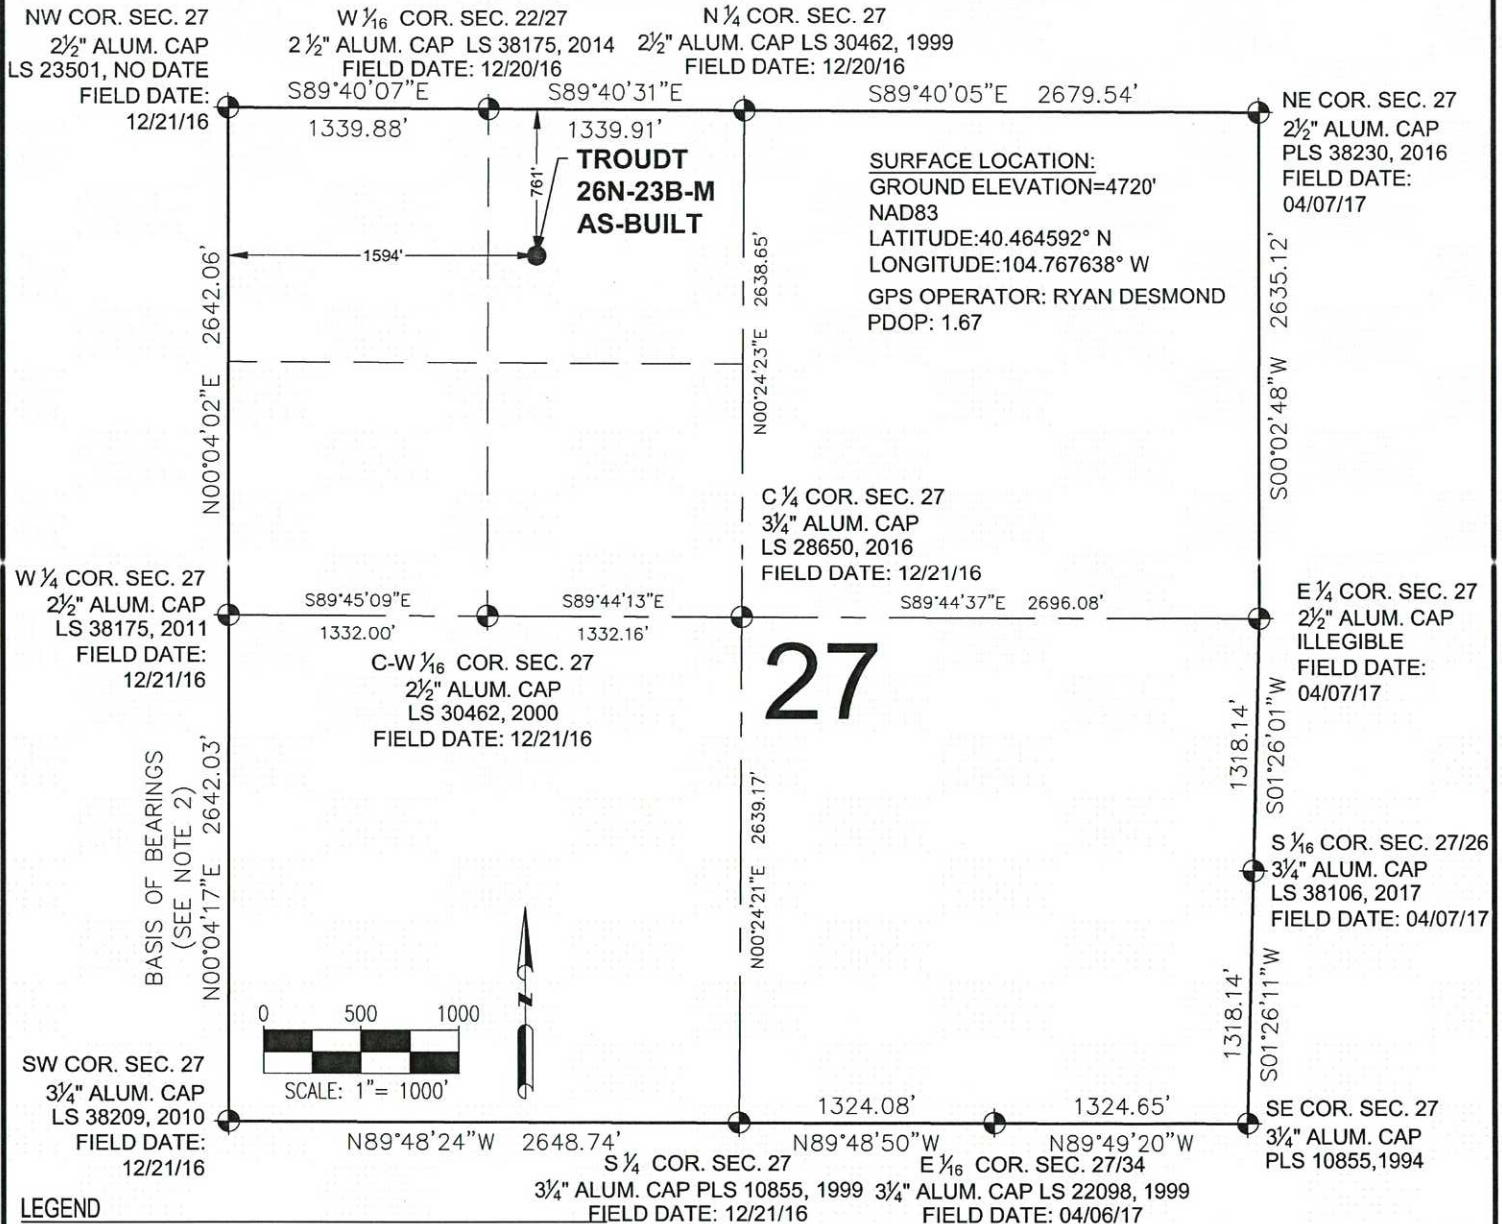 NW COR. SEC. 27
2½" ALUM. CAP
LS 23501, NO DATE
FIELD DATE:
12/21/16
W 1/16 COR. SEC. 22/27
2 ½" ALUM. CAP LS 38175, 2014
FIELD DATE: 12/20/16
N ¼ COR. SEC. 27
2½" ALUM. CAP LS 30462, 1999
FIELD DATE: 12/20/16
S89°40'07"E
1339.88'
S89°40'31"E
1339.91'
S89°40'05"E 2679.54'
NE COR. SEC. 27
2½" ALUM. CAP
PLS 38230, 2016
FIELD DATE:
04/07/17
TROUDT
26N-23B-M
AS-BUILT
761'
1594'
SURFACE LOCATION:
GROUND ELEVATION=4720'
NAD83
LATITUDE:40.464592° N
LONGITUDE:104.767638° W
GPS OPERATOR: RYAN DESMOND
PDOP: 1.67
N00°04'02"E 2642.06'
N00°24'23"E 2638.65'
S00°02'48"W 2635.12'
C ¼ COR. SEC. 27
3¼" ALUM. CAP
LS 28650, 2016
FIELD DATE: 12/21/16
W ¼ COR. SEC. 27
2½" ALUM. CAP
LS 38175, 2011
FIELD DATE:
12/21/16
S89°45'09"E
1332.00'
S89°44'13"E
1332.16'
S89°44'37"E 2696.08'
E ¼ COR. SEC. 27
2½" ALUM. CAP
ILLEGIBLE
FIELD DATE:
04/07/17
C-W 1/16 COR. SEC. 27
2½" ALUM. CAP
LS 30462, 2000
FIELD DATE: 12/21/16
27
BASIS OF BEARINGS
(SEE NOTE 2)
N00°04'17"E 2642.03'
N00°24'21"E 2639.17'
1318.14'
S01°26'01"W
S 1/16 COR. SEC. 27/26
3¼" ALUM. CAP
LS 38106, 2017
FIELD DATE: 04/07/17
1318.14'
S01°26'11"W
0 500 1000
SCALE: 1"= 1000'
N
SW COR. SEC. 27
3¼" ALUM. CAP
LS 38209, 2010
FIELD DATE:
12/21/16
N89°48'24"W 2648.74'
1324.08'
N89°48'50"W
1324.65'
N89°49'20"W
SE COR. SEC. 27
3¼" ALUM. CAP
PLS 10855,1994
S ¼ COR. SEC. 27
3¼" ALUM. CAP PLS 10855, 1999
FIELD DATE: 12/21/16
E 1/16 COR. SEC. 27/34
3¼" ALUM. CAP LS 22098, 1999
FIELD DATE: 04/06/17
LEGEND